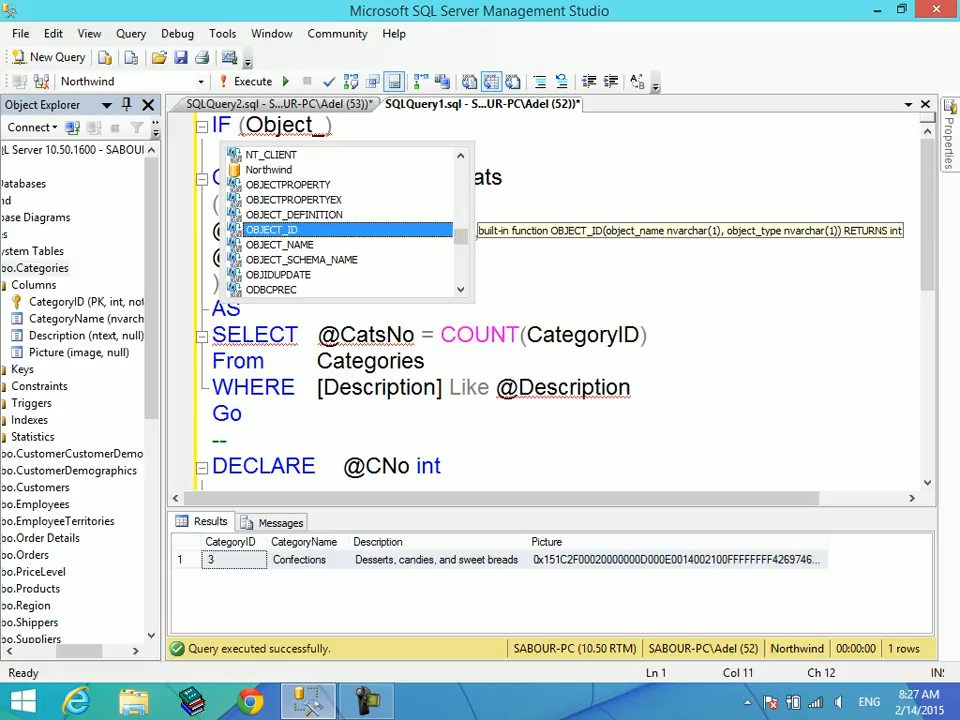 Microsoft SQL Server Management Studio
File Edit View Query Debug Tools Window Community Help
New Query
Northwind Execute
Object Explorer
SQLQuery2.sql - S...UR-PC\Adel (53))* SQLQuery1.sql - S...UR-PC\Adel (52))*
Connect
L Server 10.50.1600 - SABOUR-PC
atabases
nd
base Diagrams
es
ystem Tables
bo.Categories
Columns
CategoryID (PK, int, not
CategoryName (nvarch
Description (ntext, null)
Picture (image, null)
Keys
Constraints
Triggers
Indexes
Statistics
bo.CustomerCustomerDemo
bo.CustomerDemographics
bo.Customers
bo.Employees
bo.EmployeeTerritories
bo.Order Details
bo.Orders
bo.PriceLevel
bo.Products
bo.Region
bo.Shippers
bo.Suppliers
IF (Object_)
NT_CLIENT
Northwind
OBJECTPROPERTY
OBJECTPROPERTYEX
OBJECT_DEFINITION
OBJECT_ID
OBJECT_NAME
OBJECT_SCHEMA_NAME
OBJIDUPDATE
ODBCPREC
built-in function OBJECT_ID(object_name nvarchar(1), object_type nvarchar(1)) RETURNS int
ats
(
@
@
)
AS
SELECT @CatsNo = COUNT(CategoryID)
From Categories
WHERE [Description] Like @Description
Go
--
DECLARE @CNo int
Properties
Results Messages
CategoryID CategoryName Description Picture
1 3 Confections Desserts, candies, and sweet breads 0x151C2F00020000000D000E0014002100FFFFFFFF4269746...
Query executed successfully. SABOUR-PC (10.50 RTM) SABOUR-PC\Adel (52) Northwind 00:00:00 1 rows
Ready Ln 1 Col 11 Ch 12 INS
ENG
8:27 AM
2/14/2015